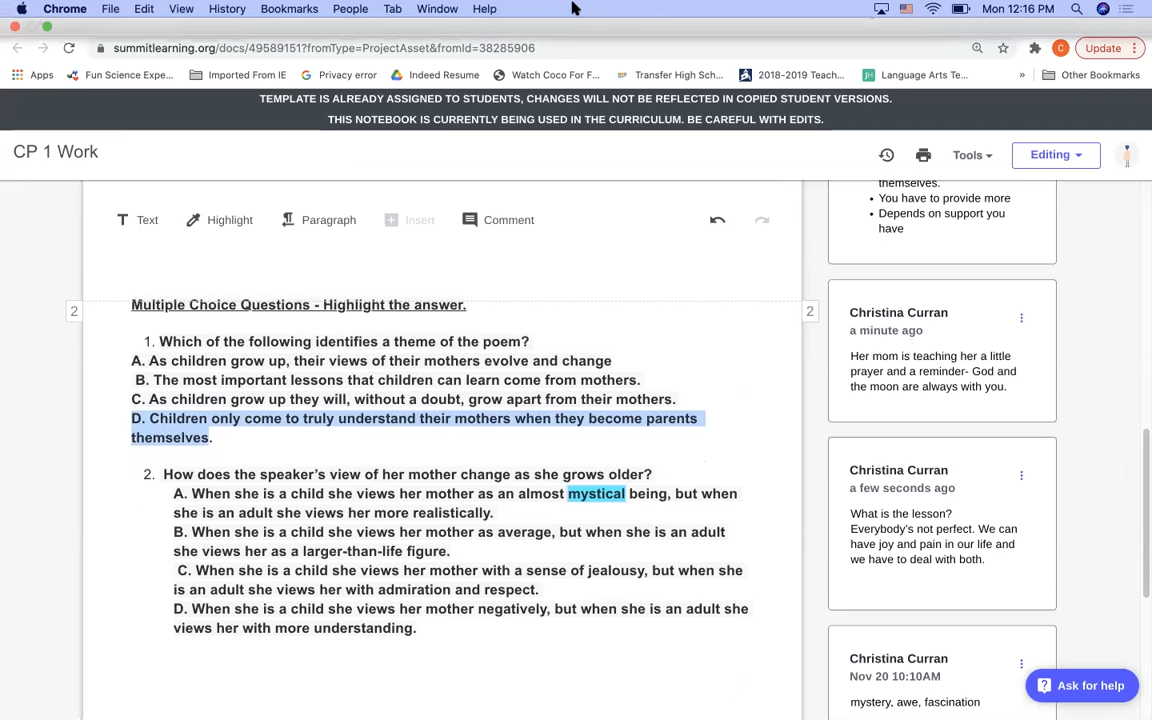 Chrome File Edit View History Bookmarks People Tab Window Help Mon 12:16 PM
summitlearning.org/docs/49589151?fromType=ProjectAsset&fromId=38285906 C Update
Apps Fun Science Expe... Imported From IE Privacy error Indeed Resume Watch Coco For F... Transfer High Sch... 2018-2019 Teach... JH Language Arts Te... » Other Bookmarks
TEMPLATE IS ALREADY ASSIGNED TO STUDENTS, CHANGES WILL NOT BE REFLECTED IN COPIED STUDENT VERSIONS.
THIS NOTEBOOK IS CURRENTLY BEING USED IN THE CURRICULUM. BE CAREFUL WITH EDITS.
CP 1 Work Tools Editing
Text Highlight Paragraph Insert Comment
2 2
Multiple Choice Questions - Highlight the answer.
1. Which of the following identifies a theme of the poem?
A. As children grow up, their views of their mothers evolve and change
B. The most important lessons that children can learn come from mothers.
C. As children grow up they will, without a doubt, grow apart from their mothers.
D. Children only come to truly understand their mothers when they become parents
themselves.
2. How does the speaker's view of her mother change as she grows older?
A. When she is a child she views her mother as an almost mystical being, but when
she is an adult she views her more realistically.
B. When she is a child she views her mother as average, but when she is an adult
she views her as a larger-than-life figure.
C. When she is a child she views her mother with a sense of jealousy, but when she
is an adult she views her with admiration and respect.
D. When she is a child she views her mother negatively, but when she is an adult she
views her with more understanding.
themselves.
• You have to provide more
• Depends on support you
have
Christina Curran
a minute ago
Her mom is teaching her a little
prayer and a reminder- God and
the moon are always with you.
Christina Curran
a few seconds ago
What is the lesson?
Everybody's not perfect. We can
have joy and pain in our life and
we have to deal with both.
Christina Curran
Nov 20 10:10AM
mystery, awe, fascination
Ask for help